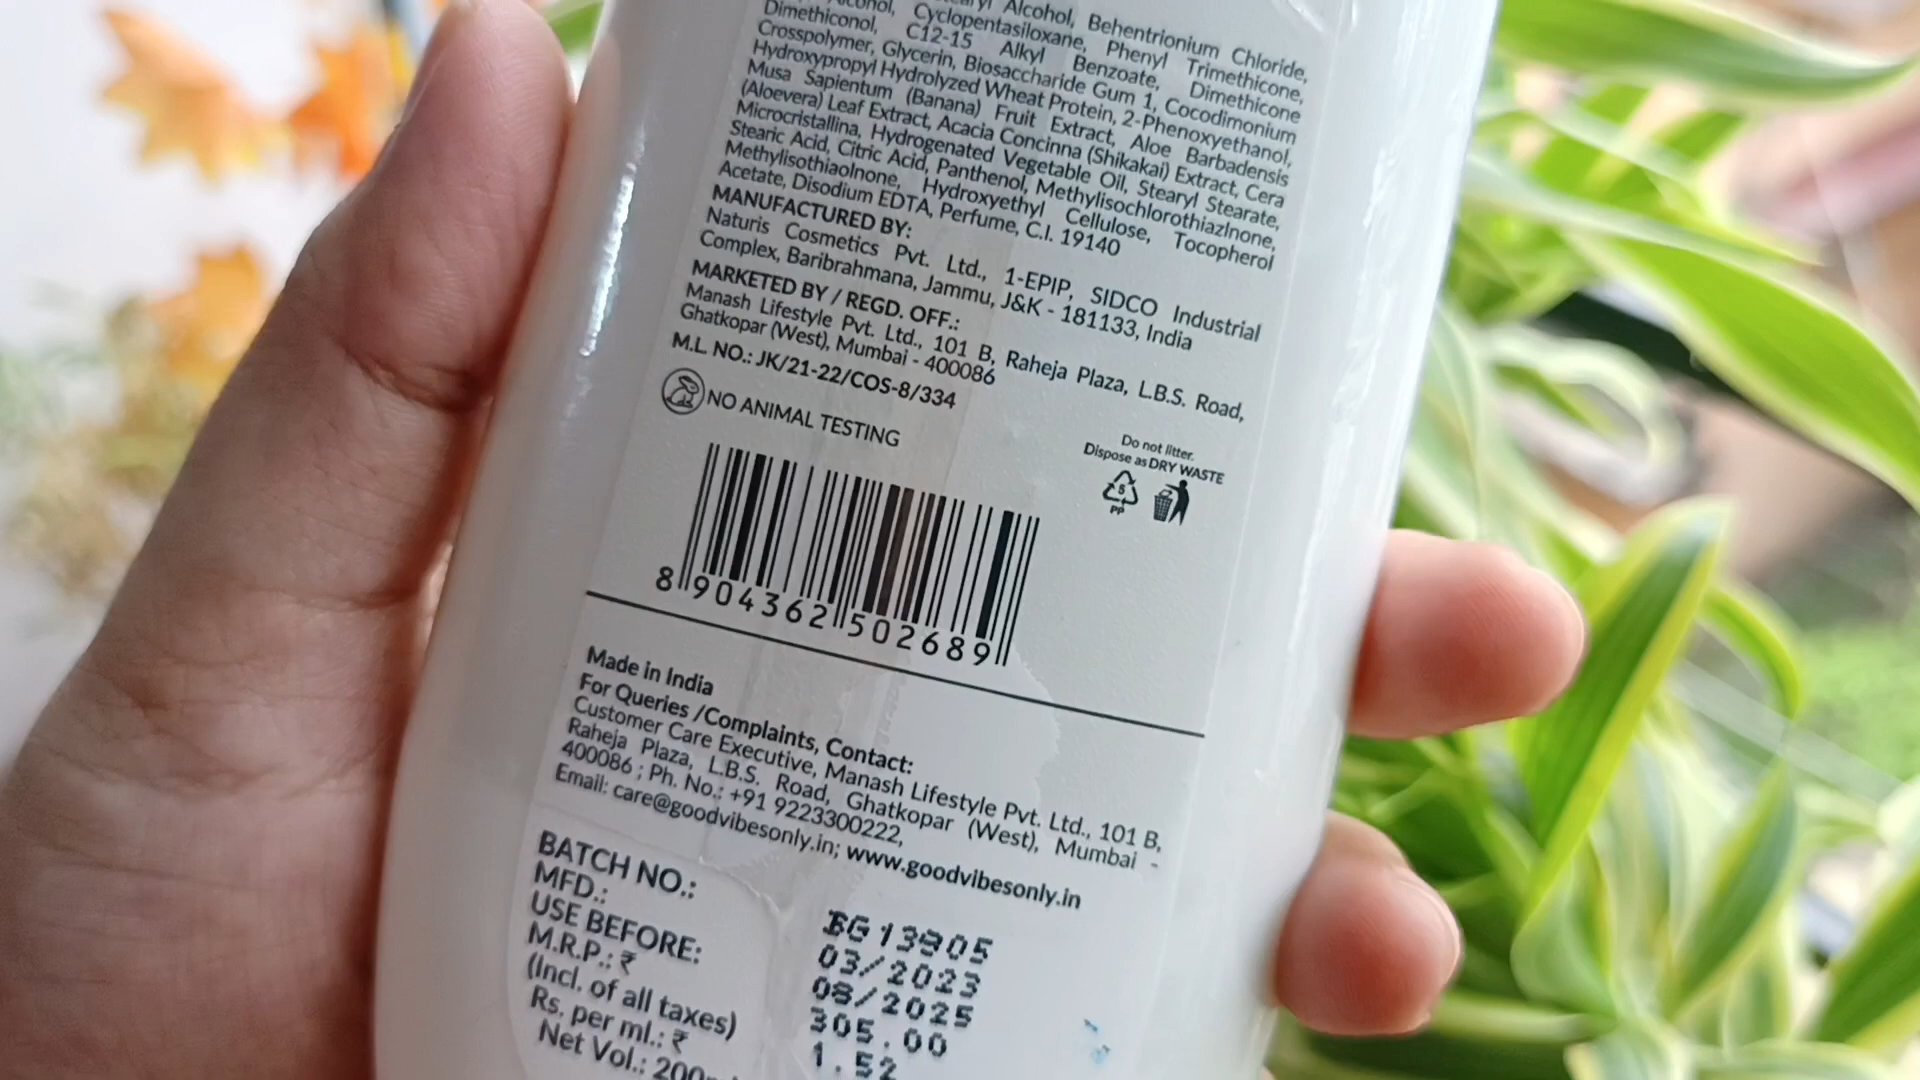 Alcohol, Behentrionium Chloride,
Cyclopentasiloxane, Phenyl Trimethicone,
Dimethiconol, C12-15 Alkyl Benzoate, Dimethicone
Crosspolymer, Glycerin, Biosaccharide Gum 1, Cocodimonium
Hydroxypropyl Hydrolyzed Wheat Protein, 2-Phenoxyethanol,
Musa Sapientum (Banana) Fruit Extract, Aloe Barbadensis
(Aloevera) Leaf Extract, Acacia Concinna (Shikakai) Extract, Cera
Microcristallina, Hydrogenated Vegetable Oil, Stearyl Stearate,
Stearic Acid, Citric Acid, Panthenol, Methylisochlorothiazlnone,
Methylisothiaolnone, Hydroxyethyl Cellulose, Tocopherol
Acetate, Disodium EDTA, Perfume, C.I. 19140
MANUFACTURED BY:
Naturis Cosmetics Pvt. Ltd., 1-EPIP, SIDCO Industrial
Complex, Baribrahmana, Jammu, J&K - 181133, India
MARKETED BY / REGD. OFF.:
Manash Lifestyle Pvt. Ltd., 101 B, Raheja Plaza, L.B.S. Road,
Ghatkopar (West), Mumbai - 400086
M.L. NO.: JK/21-22/COS-8/334
NO ANIMAL TESTING
Do not litter.
Dispose as DRY WASTE
5
PP
8 904362 502689
Made in India
For Queries /Complaints, Contact:
Customer Care Executive, Manash Lifestyle Pvt. Ltd., 101 B,
Raheja Plaza, L.B.S. Road, Ghatkopar (West), Mumbai -
400086 ; Ph. No.: +91 9223300222,
Email: care@goodvibesonly.in; www.goodvibesonly.in
BATCH NO.: BG13905
MFD.: 03/2023
USE BEFORE: 08/2025
M.R.P.: ₹ 305.00
(Incl. of all taxes)
Rs. per ml.: ₹ 1.52
Net Vol.: